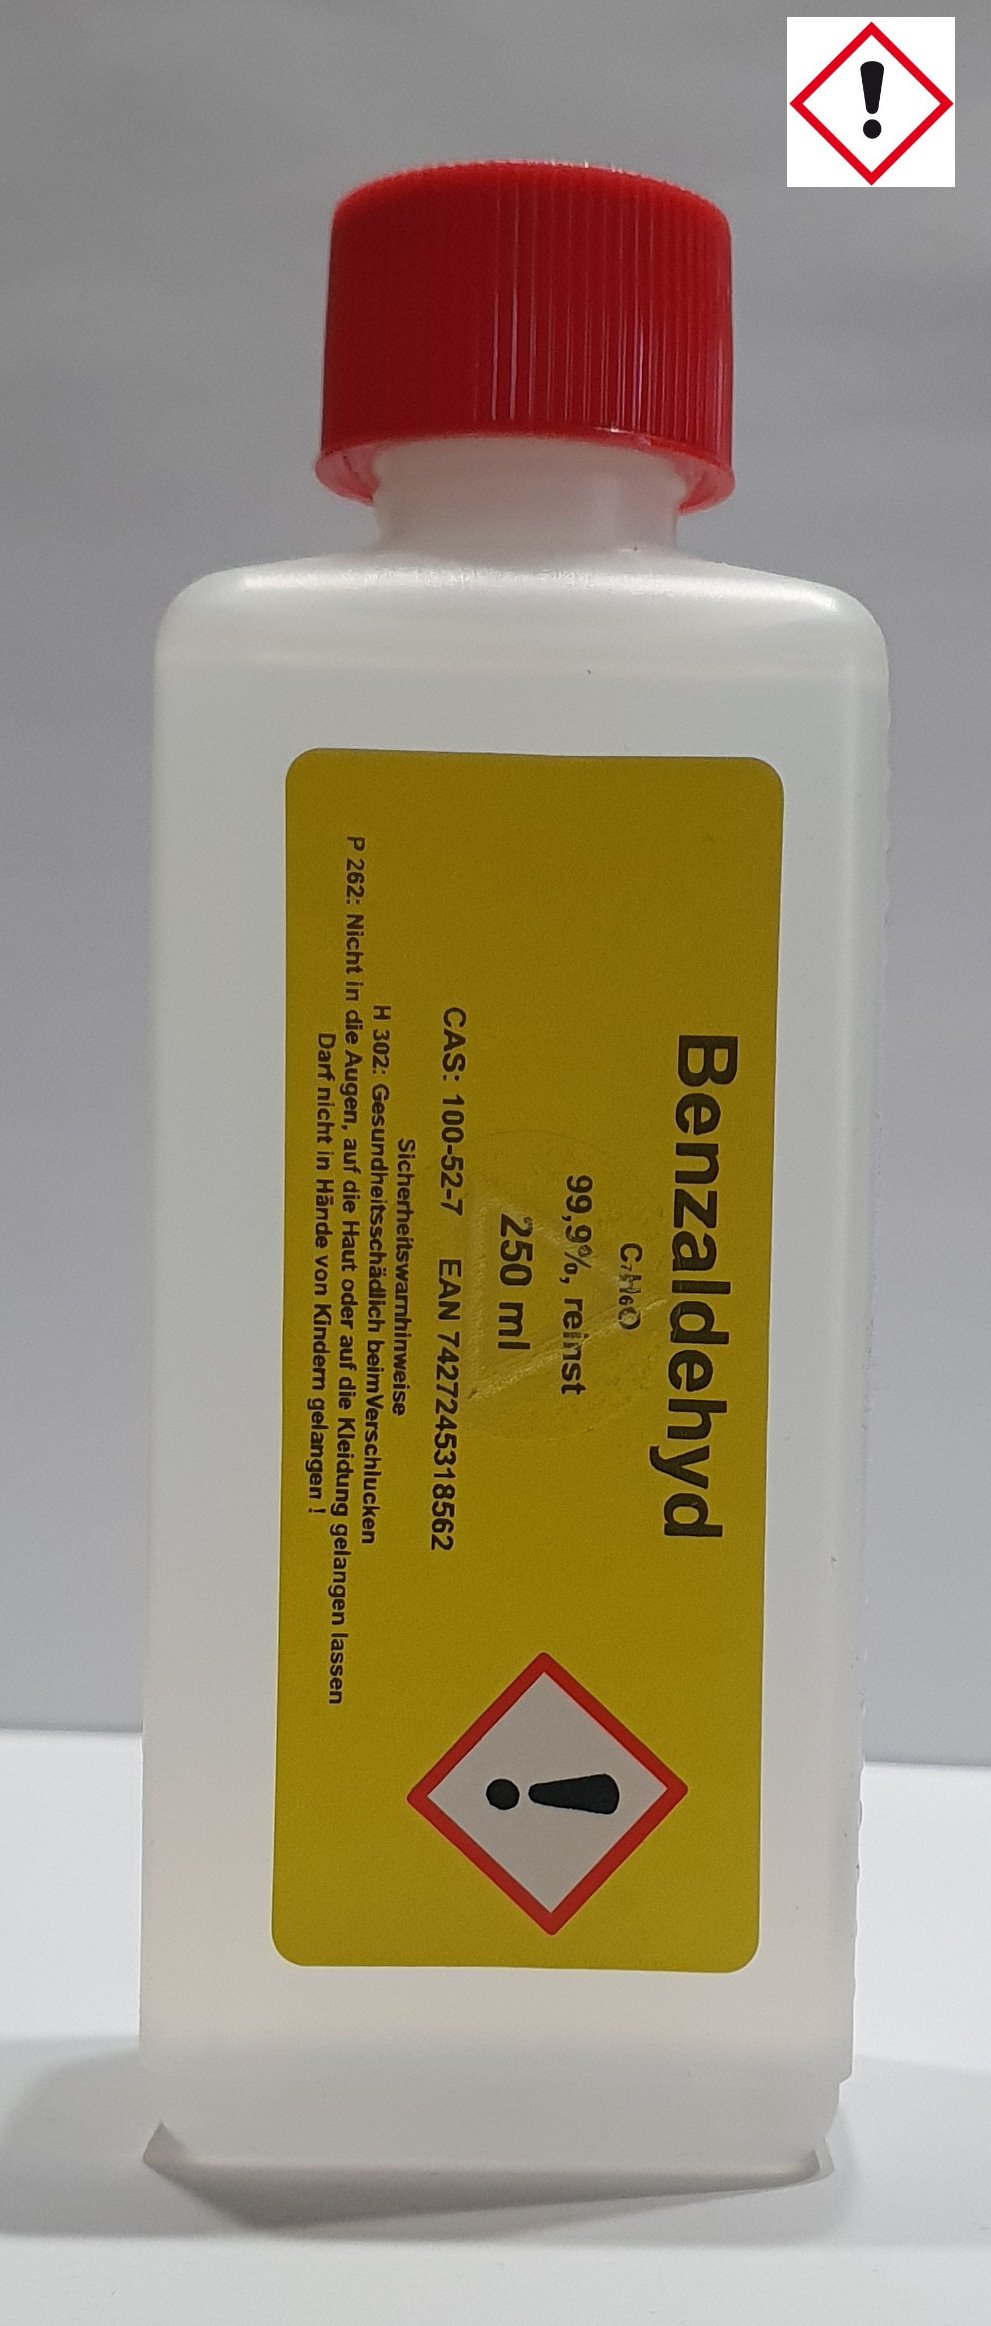 Benzaldehyd
C₇H₆O
99,9%, reinst
250 ml
CAS: 100-52-7 EAN 7427245318562
Sicherheitswarnhinweise
H 302: Gesundheitsschädlich beimVerschlucken
P 262: Nicht in die Augen, auf die Haut oder auf die Kleidung gelangen lassen
Darf nicht in Hände von Kindern gelangen !